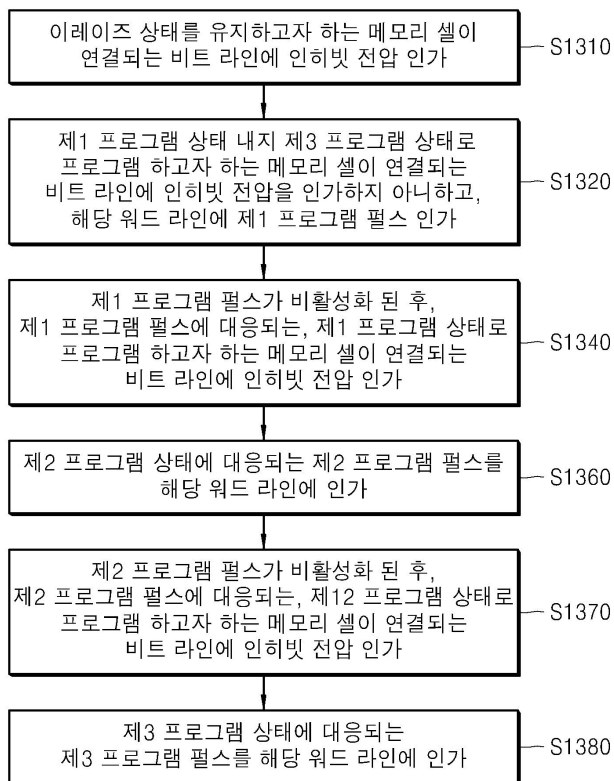 이레이즈 상태를 유지하고자 하는 메모리 셀이
연결되는 비트 라인에 인히빗 전압 인가
S1310
제1 프로그램 상태 내지 제3 프로그램 상태로
프로그램 하고자 하는 메모리 셀이 연결되는
비트 라인에 인히빗 전압을 인가하지 아니하고,
해당 워드 라인에 제1 프로그램 펄스 인가
S1320
제1 프로그램 펄스가 비활성화 된 후,
제1 프로그램 펄스에 대응되는, 제1 프로그램 상태로
프로그램 하고자 하는 메모리 셀이 연결되는
비트 라인에 인히빗 전압 인가
S1340
제2 프로그램 상태에 대응되는 제2 프로그램 펄스를
해당 워드 라인에 인가
S1360
제2 프로그램 펄스가 비활성화 된 후,
제2 프로그램 펄스에 대응되는, 제12 프로그램 상태로
프로그램 하고자 하는 메모리 셀이 연결되는
비트 라인에 인히빗 전압 인가
S1370
제3 프로그램 상태에 대응되는
제3 프로그램 펄스를 해당 워드 라인에 인가
S1380